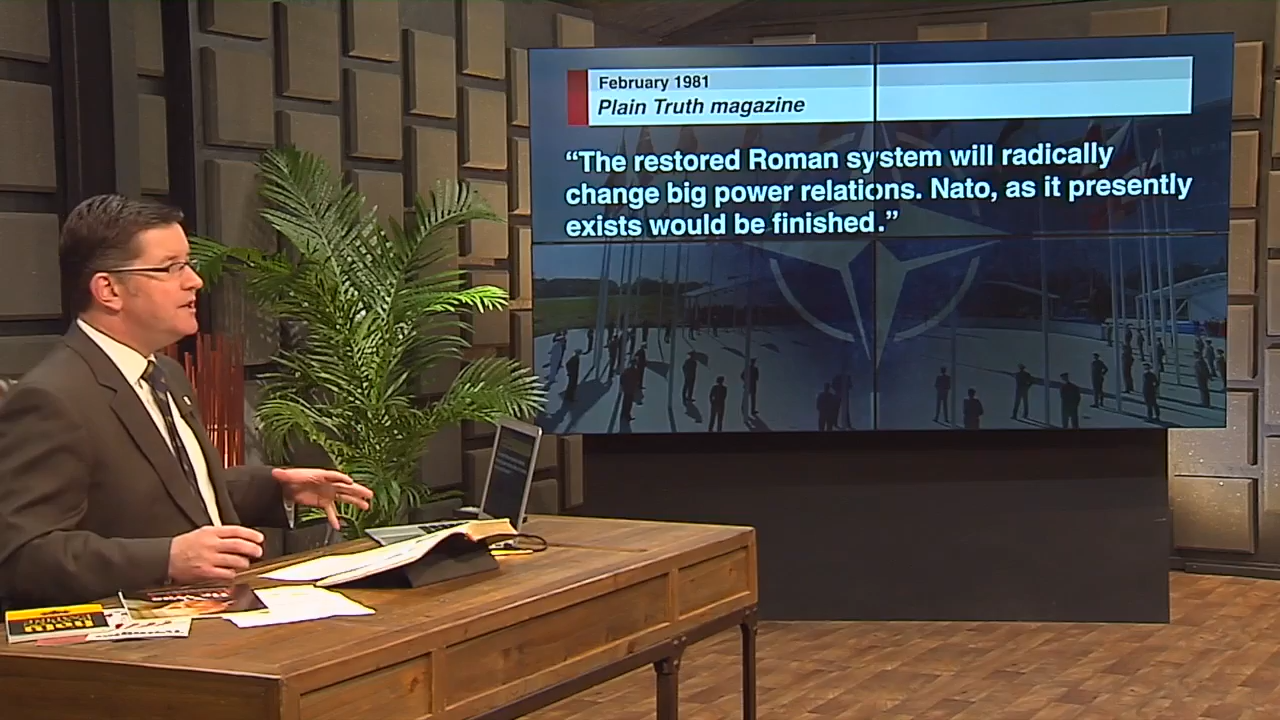 February 1981
Plain Truth magazine
“The restored Roman system will radically
change big power relations. Nato, as it presently
exists would be finished.”